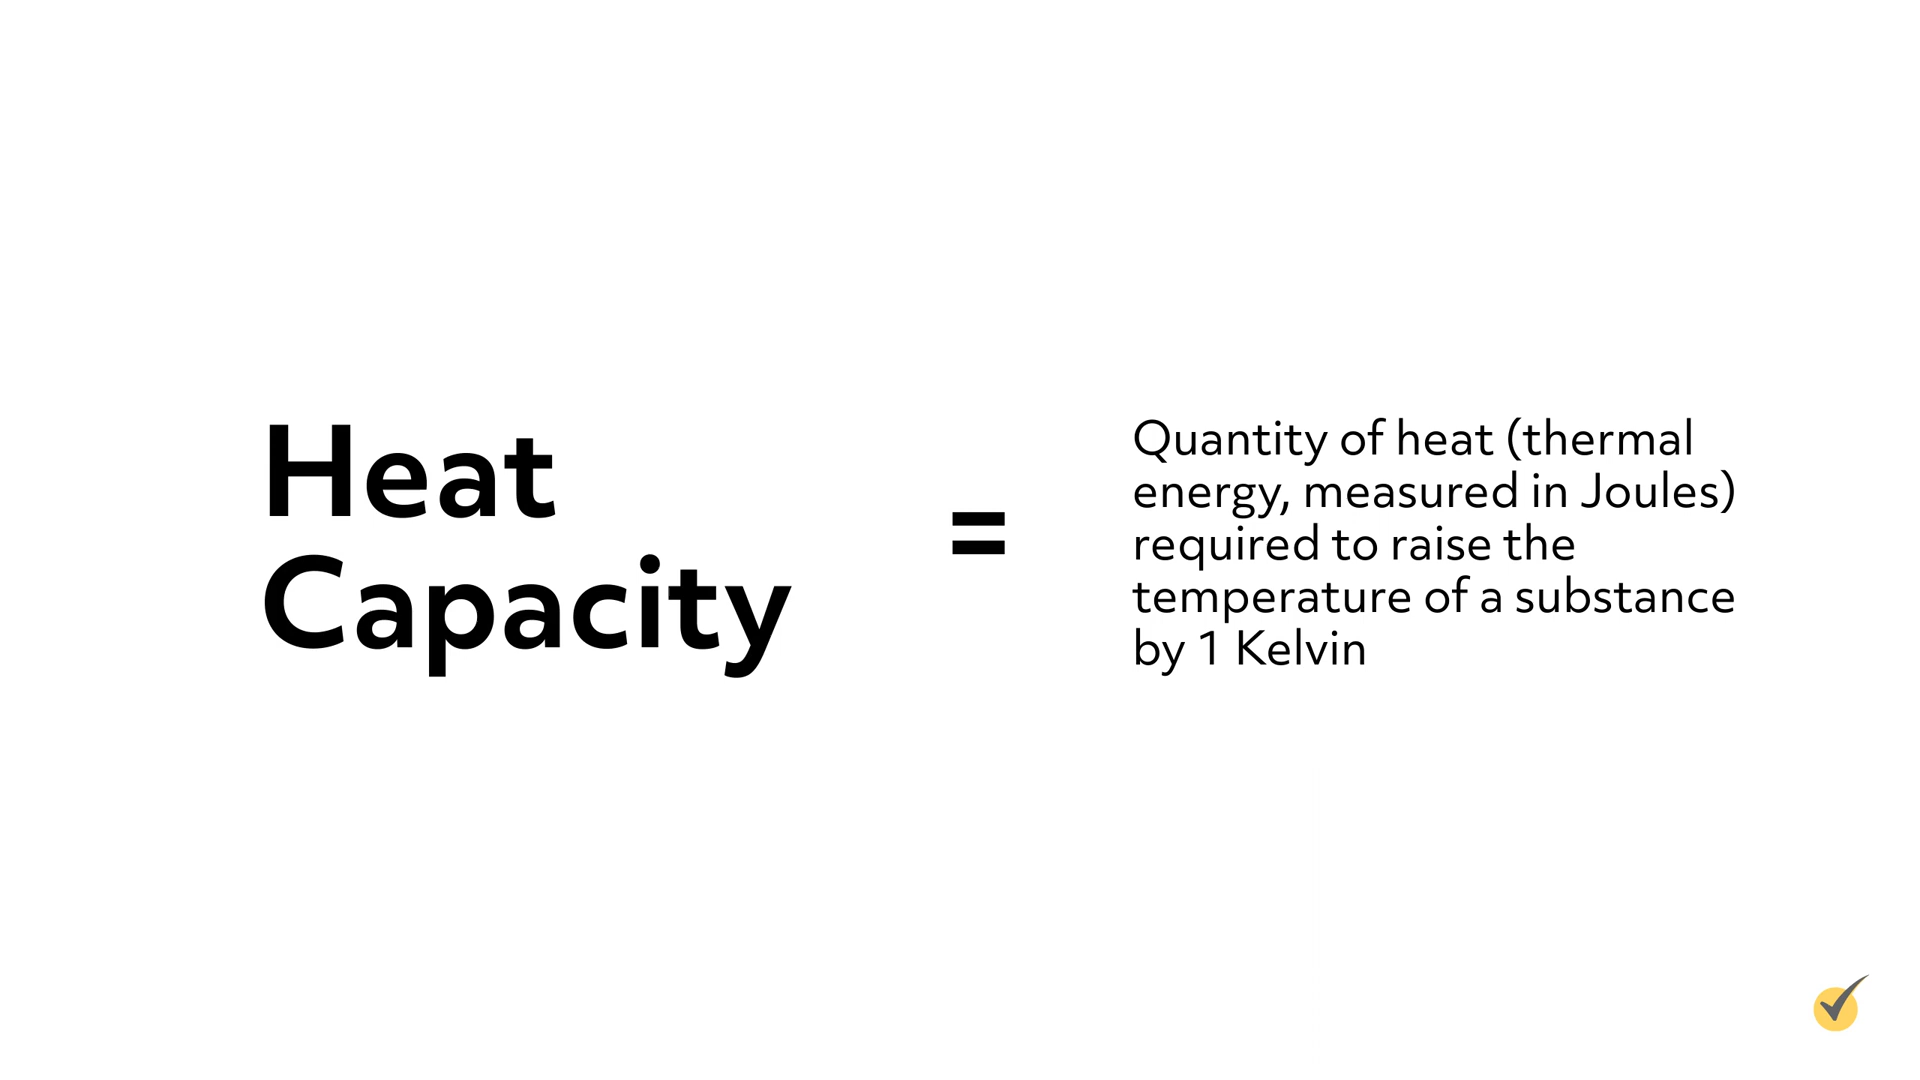 Heat
Capacity
=
Quantity of heat (thermal
energy, measured in Joules)
required to raise the
temperature of a substance
by 1 Kelvin